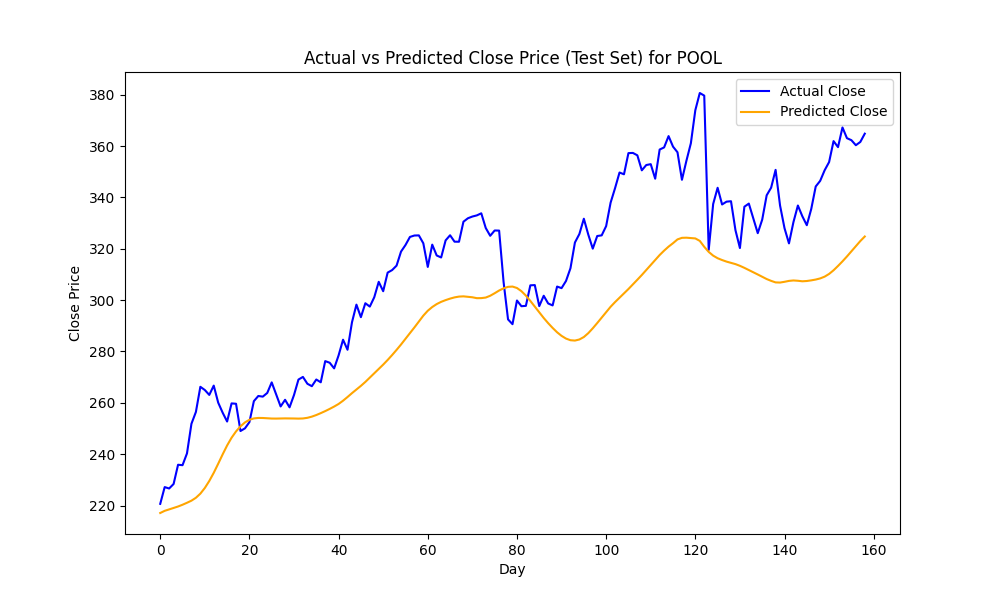 Actual vs Predicted Close Price (Test Set) for POOL
Actual Close
Predicted Close
Close Price
380
360
340
320
300
280
260
240
220
0 20 40 60 80 100 120 140 160
Day